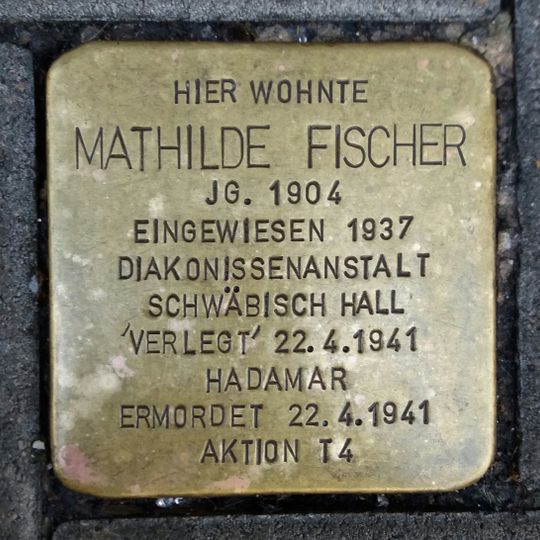 HIER WOHNTE
MATHILDE FISCHER
JG. 1904
EINGEWIESEN 1937
DIAKONISSENANSTALT
SCHWÄBISCH HALL
'VERLEGT' 22.4.1941
HADAMAR
ERMORDET 22.4.1941
AKTION T4